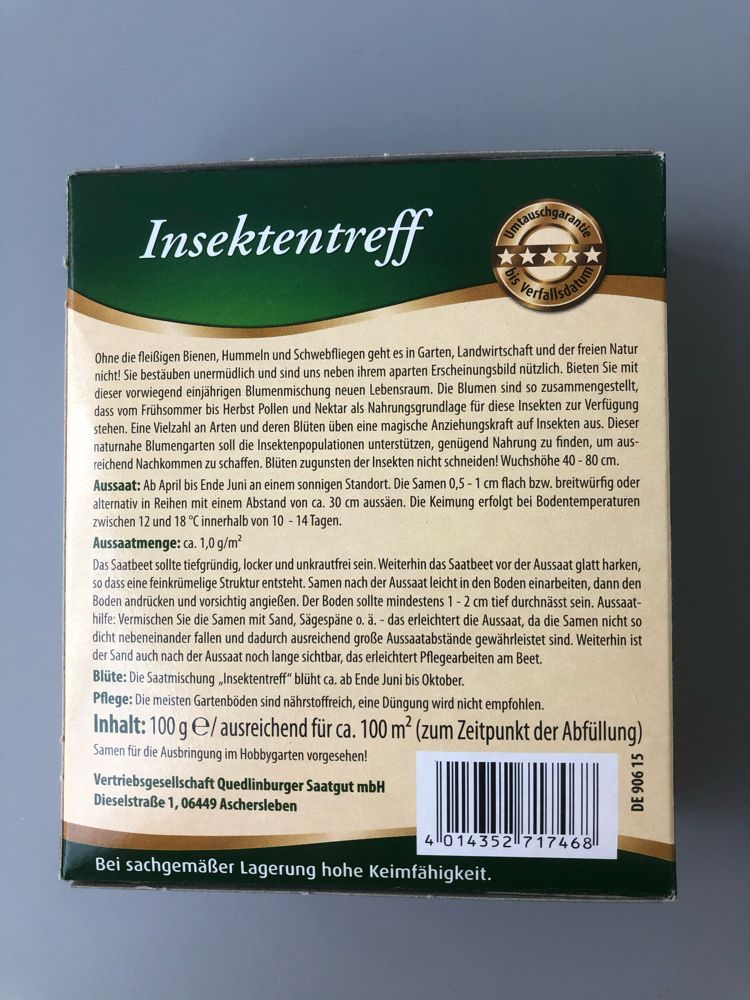 Insektentreff
Umtauschgarantie
bis Verfallsdatum
Ohne die fleißigen Bienen, Hummeln und Schwebfliegen geht es in Garten, Landwirtschaft und der freien Natur
nicht! Sie bestäuben unermüdlich und sind uns neben ihrem aparten Erscheinungsbild nützlich. Bieten Sie mit
dieser vorwiegend einjährigen Blumenmischung neuen Lebensraum. Die Blumen sind so zusammengestellt,
dass vom Frühsommer bis Herbst Pollen und Nektar als Nahrungsgrundlage für diese Insekten zur Verfügung
stehen. Eine Vielzahl an Arten und deren Blüten üben eine magische Anziehungskraft auf Insekten aus. Dieser
naturnahe Blumengarten soll die Insektenpopulationen unterstützen, genügend Nahrung zu finden, um aus-
reichend Nachkommen zu schaffen. Blüten zugunsten der Insekten nicht schneiden! Wuchshöhe 40 - 80 cm.
Aussaat: Ab April bis Ende Juni an einem sonnigen Standort. Die Samen 0,5 - 1 cm flach bzw. breitwürfig oder
alternativ in Reihen mit einem Abstand von ca. 30 cm aussäen. Die Keimung erfolgt bei Bodentemperaturen
zwischen 12 und 18 °C innerhalb von 10 - 14 Tagen.
Aussaatmenge: ca. 1,0 g/m²
Das Saatbeet sollte tiefgründig, locker und unkrautfrei sein. Weiterhin das Saatbeet vor der Aussaat glatt harken,
so dass eine feinkrümelige Struktur entsteht. Samen nach der Aussaat leicht in den Boden einarbeiten, dann den
Boden andrücken und vorsichtig angießen. Der Boden sollte mindestens 1 - 2 cm tief durchnässt sein. Aussaat-
hilfe: Vermischen Sie die Samen mit Sand, Sägespäne o. ä. - das erleichtert die Aussaat, da die Samen nicht so
dicht nebeneinander fallen und dadurch ausreichend große Aussaatabstände gewährleistet sind. Weiterhin ist
der Sand auch nach der Aussaat noch lange sichtbar, das erleichtert Pflegearbeiten am Beet.
Blüte: Die Saatmischung „Insektentreff" blüht ca. ab Ende Juni bis Oktober.
Pflege: Die meisten Gartenböden sind nährstoffreich, eine Düngung wird nicht empfohlen.
Inhalt: 100 g ℮/ ausreichend für ca. 100 m² (zum Zeitpunkt der Abfüllung)
Samen für die Ausbringung im Hobbygarten vorgesehen!
Vertriebsgesellschaft Quedlinburger Saatgut mbH
Dieselstraße 1, 06449 Aschersleben
4 014352 717468
DE 906 15
Bei sachgemäßer Lagerung hohe Keimfähigkeit.